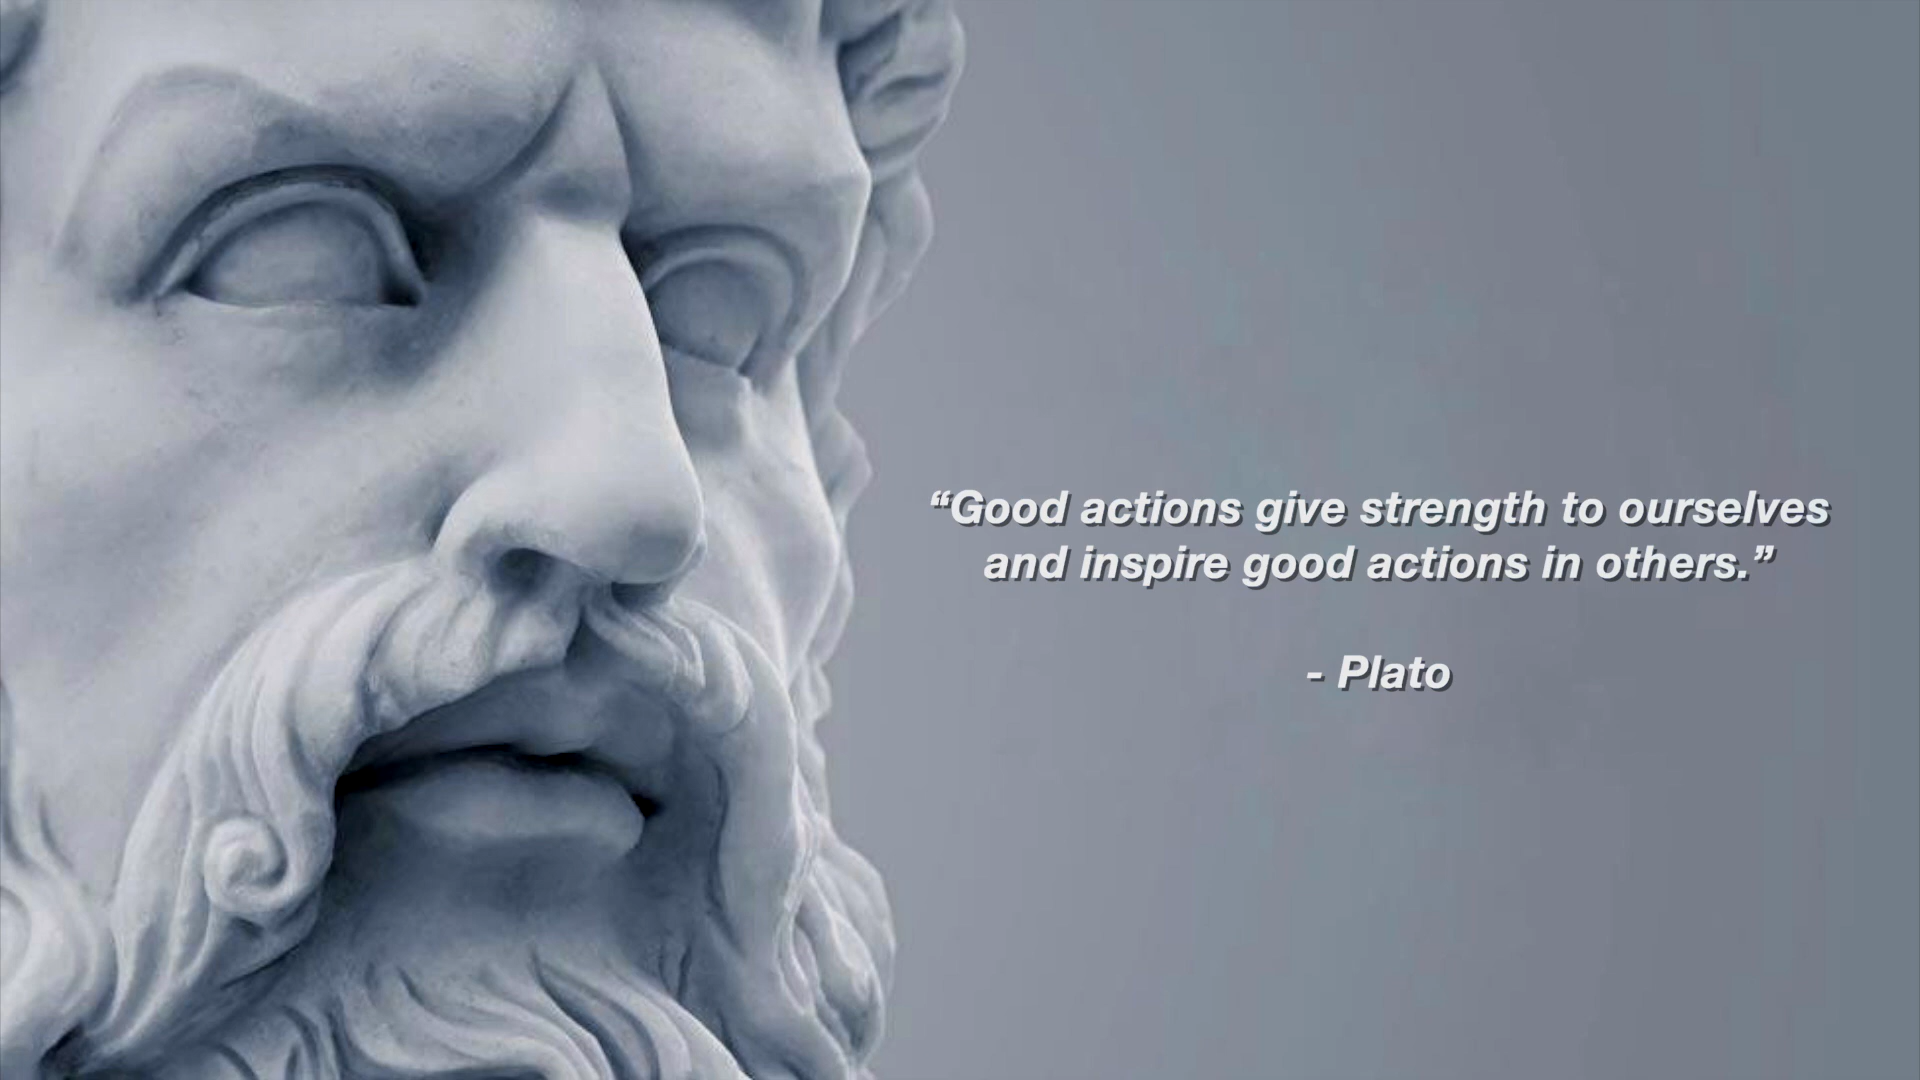 “Good actions give strength to ourselves
and inspire good actions in others.”
- Plato